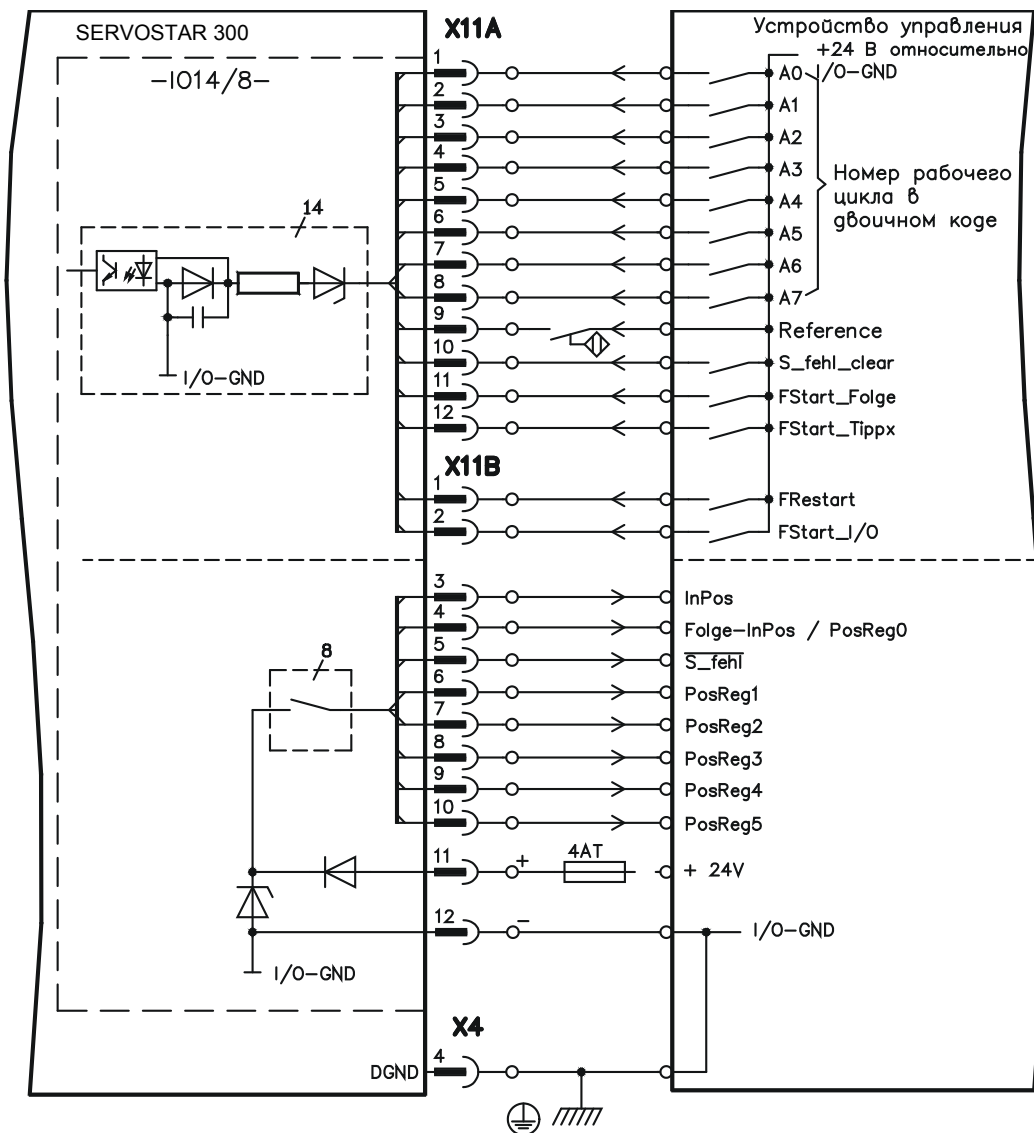 SERVOSTAR 300
X11A
Устройство управления
+24 В относительно
I/O-GND
-IO14/8-
1
A0
2
A1
3
A2
4
A3
Номер рабочего
цикла в
двоичном коде
5
A4
6
A5
7
A6
8
A7
14
I/O-GND
9
Reference
10
S_fehl_clear
11
FStart_Folge
12
FStart_Tippx
X11B
1
FRestart
2
FStart_I/O
3
InPos
4
Folge-InPos / PosReg0
5
S_fehl
8
6
PosReg1
7
PosReg2
8
PosReg3
9
PosReg4
10
PosReg5
11
+
4AT
+ 24V
12
-
I/O-GND
I/O-GND
X4
DGND
4